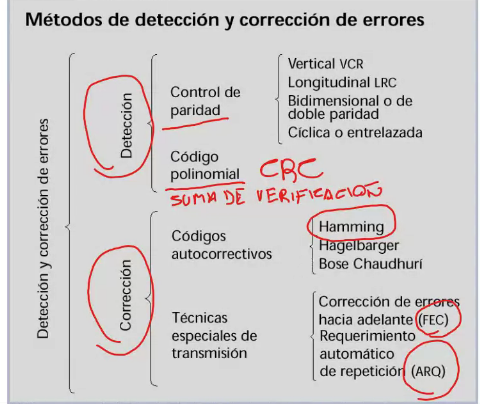 Métodos de detección y corrección de errores
Detección y corrección de errores
Detección
Control de
paridad
Vertical VCR
Longitudinal LRC
Bidimensional o de
doble paridad
Cíclica o entrelazada
Código
polinomial
CRC
SUMA DE VERIFICACION
Corrección
Códigos
autocorrectivos
Hamming
Hagelbarger
Bose Chaudhurí
Técnicas
especiales de
transmisión
Corrección de errores
hacia adelante (FEC)
Requerimiento
automático
de repetición (ARQ)